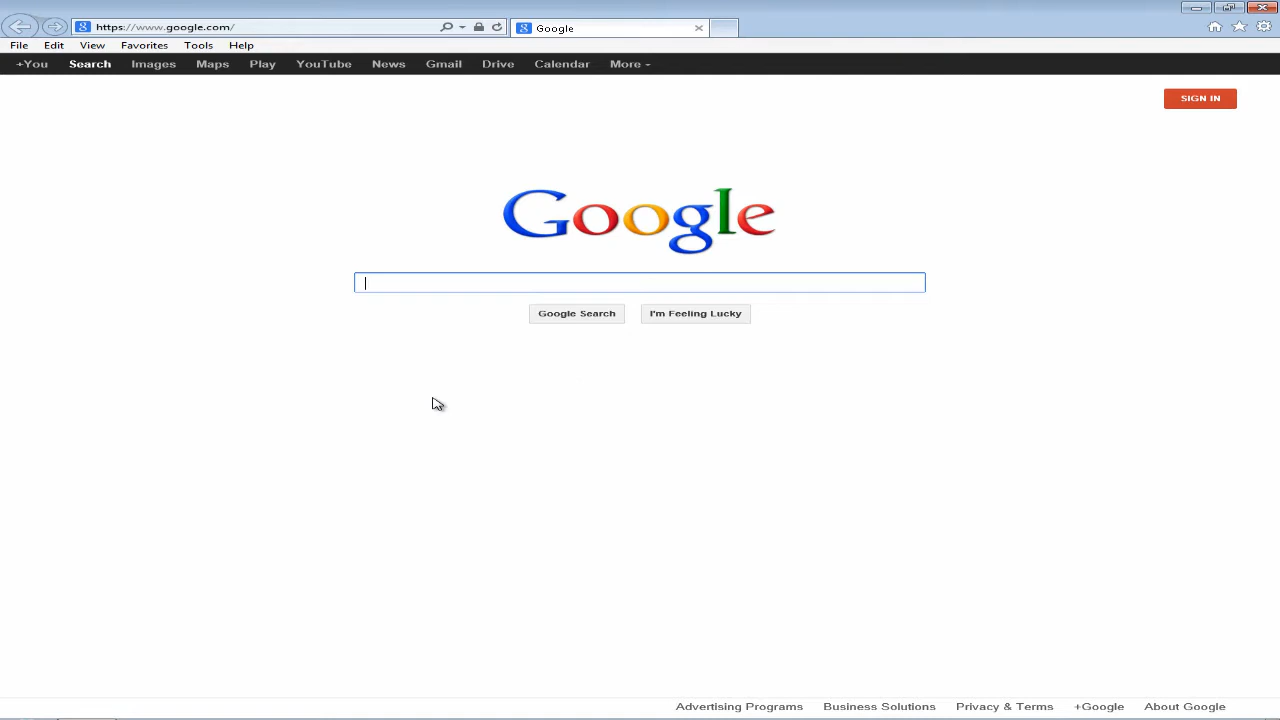 https://www.google.com/
Google
File Edit View Favorites Tools Help
+You Search Images Maps Play YouTube News Gmail Drive Calendar More
SIGN IN
Google
Google Search I'm Feeling Lucky
Advertising Programs Business Solutions Privacy & Terms +Google About Google